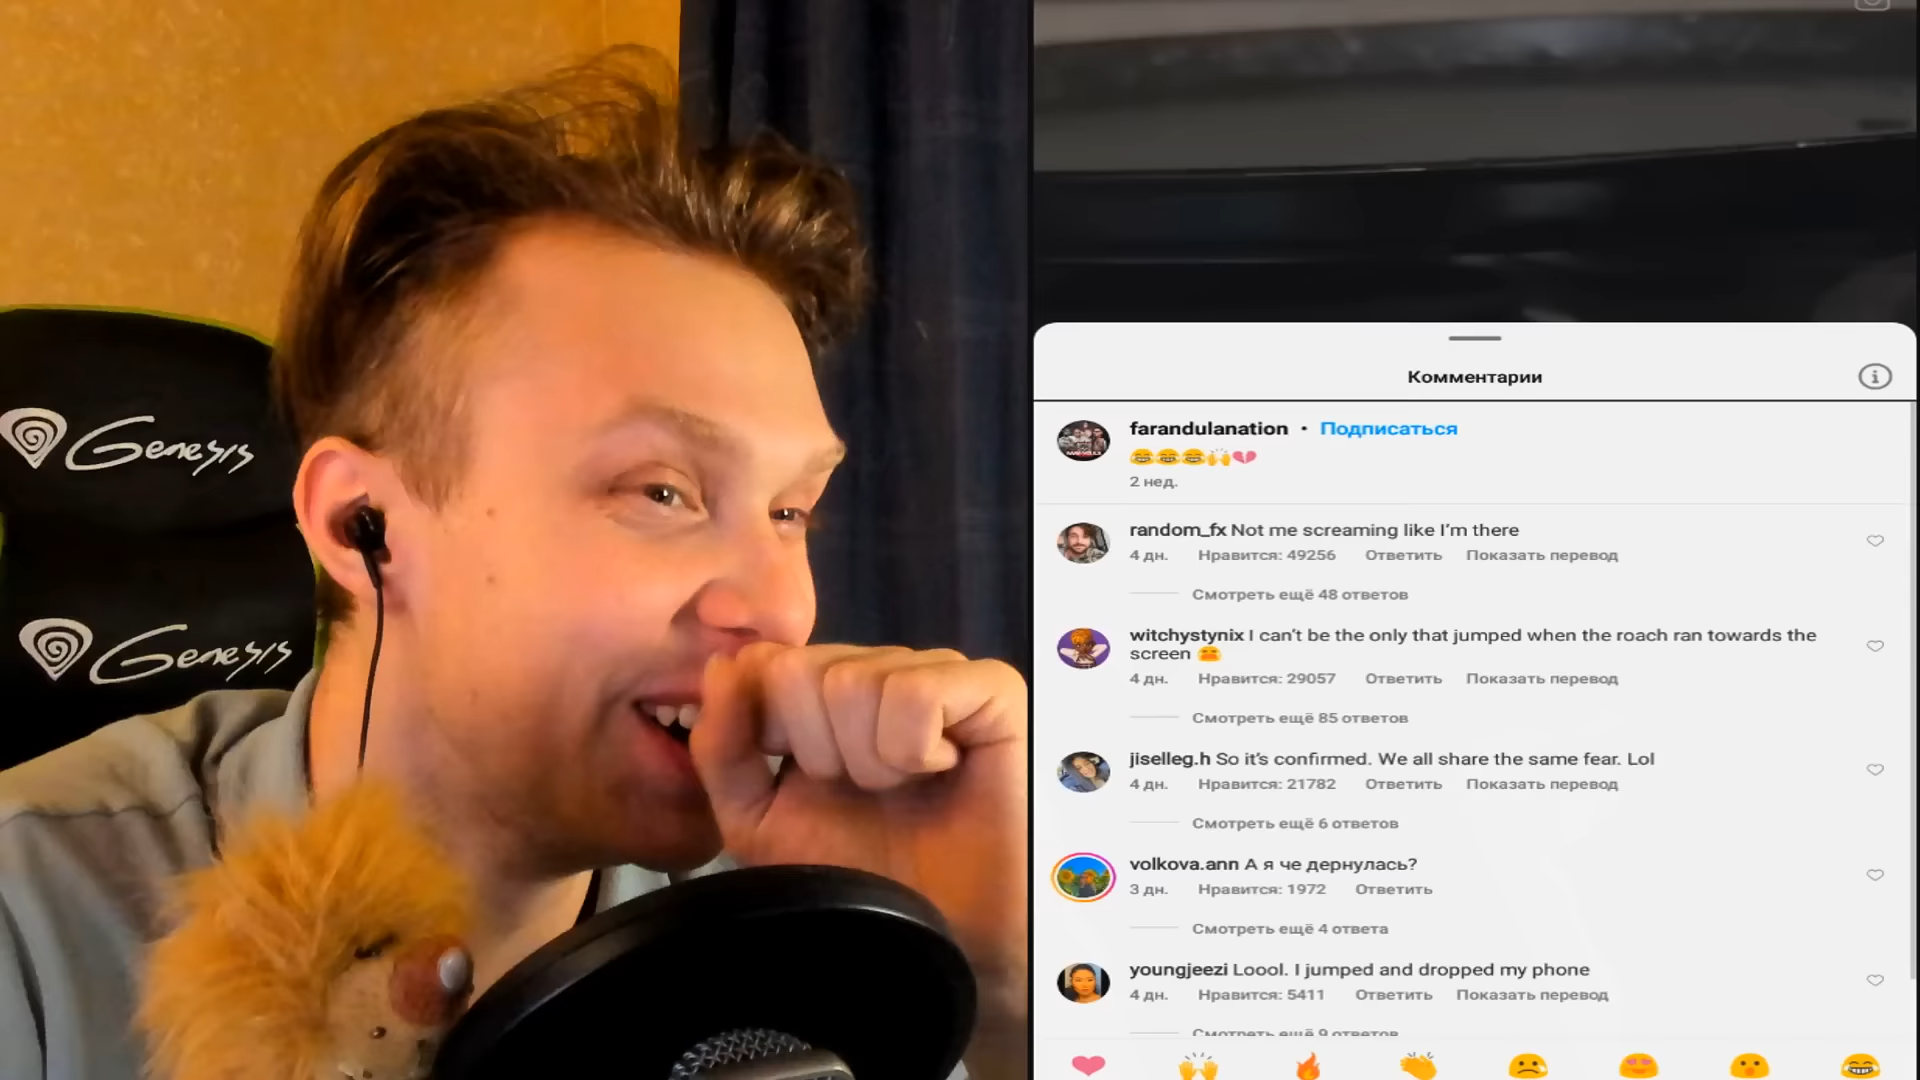 Genesis
Genesis
Комментарии
farandulanation • Подписаться
😂😂😂🙌💔
2 нед.
random_fx Not me screaming like I'm there
4 дн. Нравится: 49256 Ответить Показать перевод
Смотреть ещё 48 ответов
witchystynix I can't be the only that jumped when the roach ran towards the
screen 😫
4 дн. Нравится: 29057 Ответить Показать перевод
Смотреть ещё 85 ответов
jiselleg.h So it's confirmed. We all share the same fear. Lol
4 дн. Нравится: 21782 Ответить Показать перевод
Смотреть ещё 6 ответов
volkova.ann А я че дернулась?
3 дн. Нравится: 1972 Ответить
Смотреть ещё 4 ответа
youngjeezi Loool. I jumped and dropped my phone
4 дн. Нравится: 5411 Ответить Показать перевод
Смотреть ещё 9 ответов